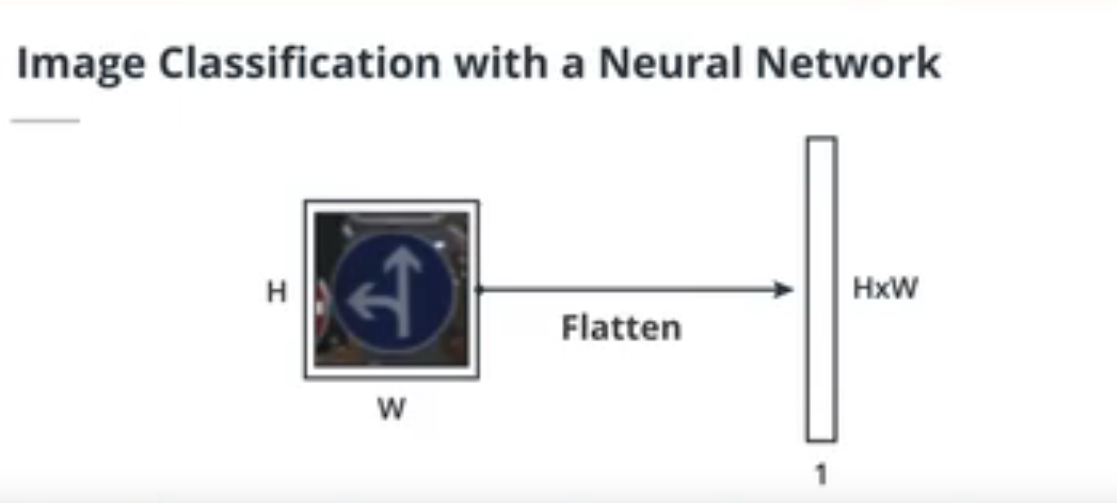 Image Classification with a Neural Network
H
Flatten
HxW
W
1